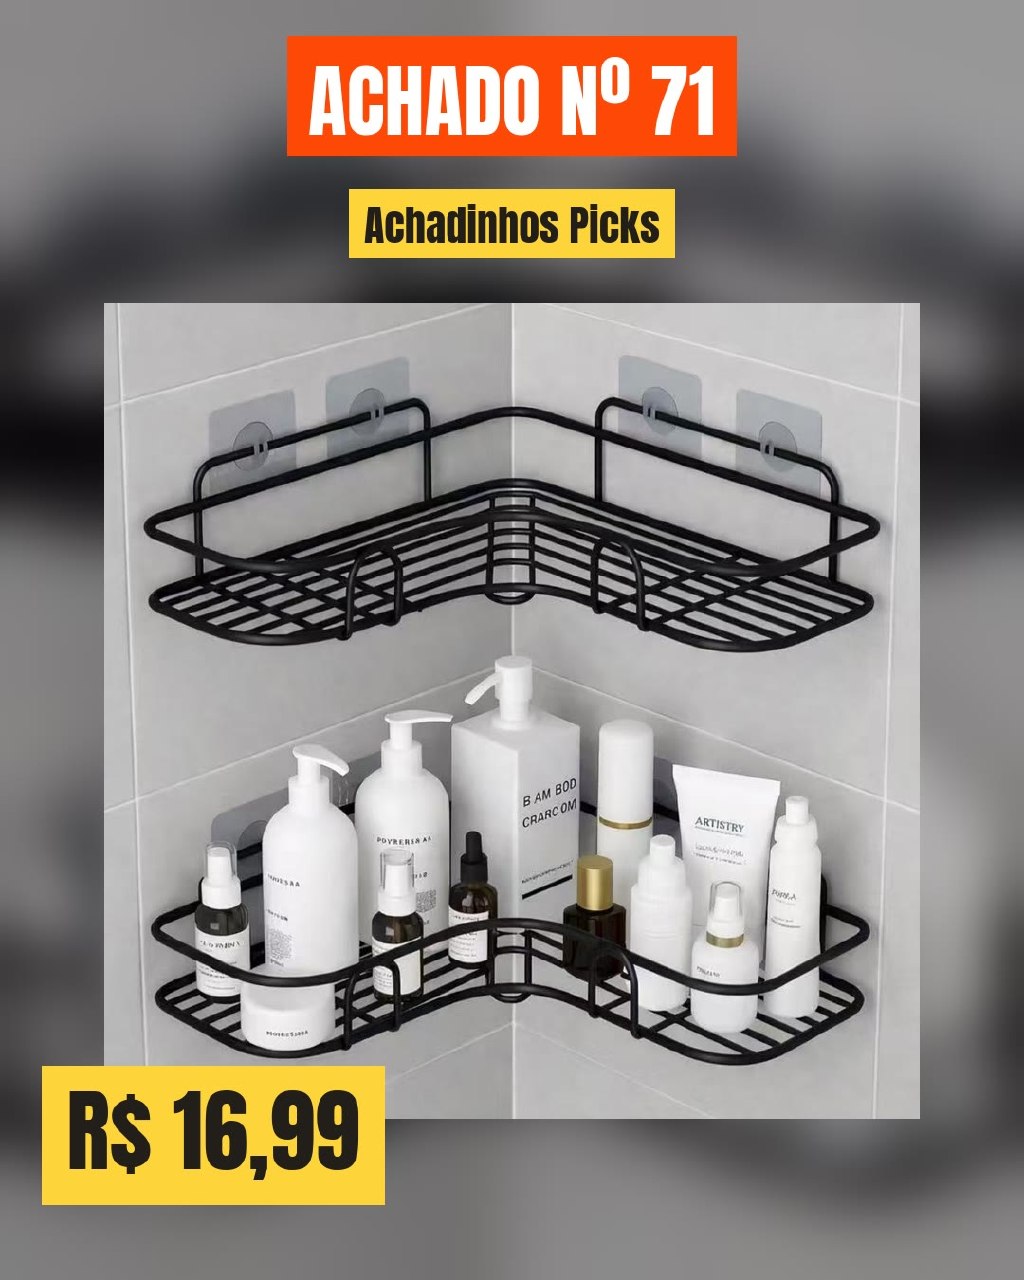 ACHADO Nº 71
Achadinhos Picks
B AM BOD
CRARC OM
ARTISTRY
R$ 16,99